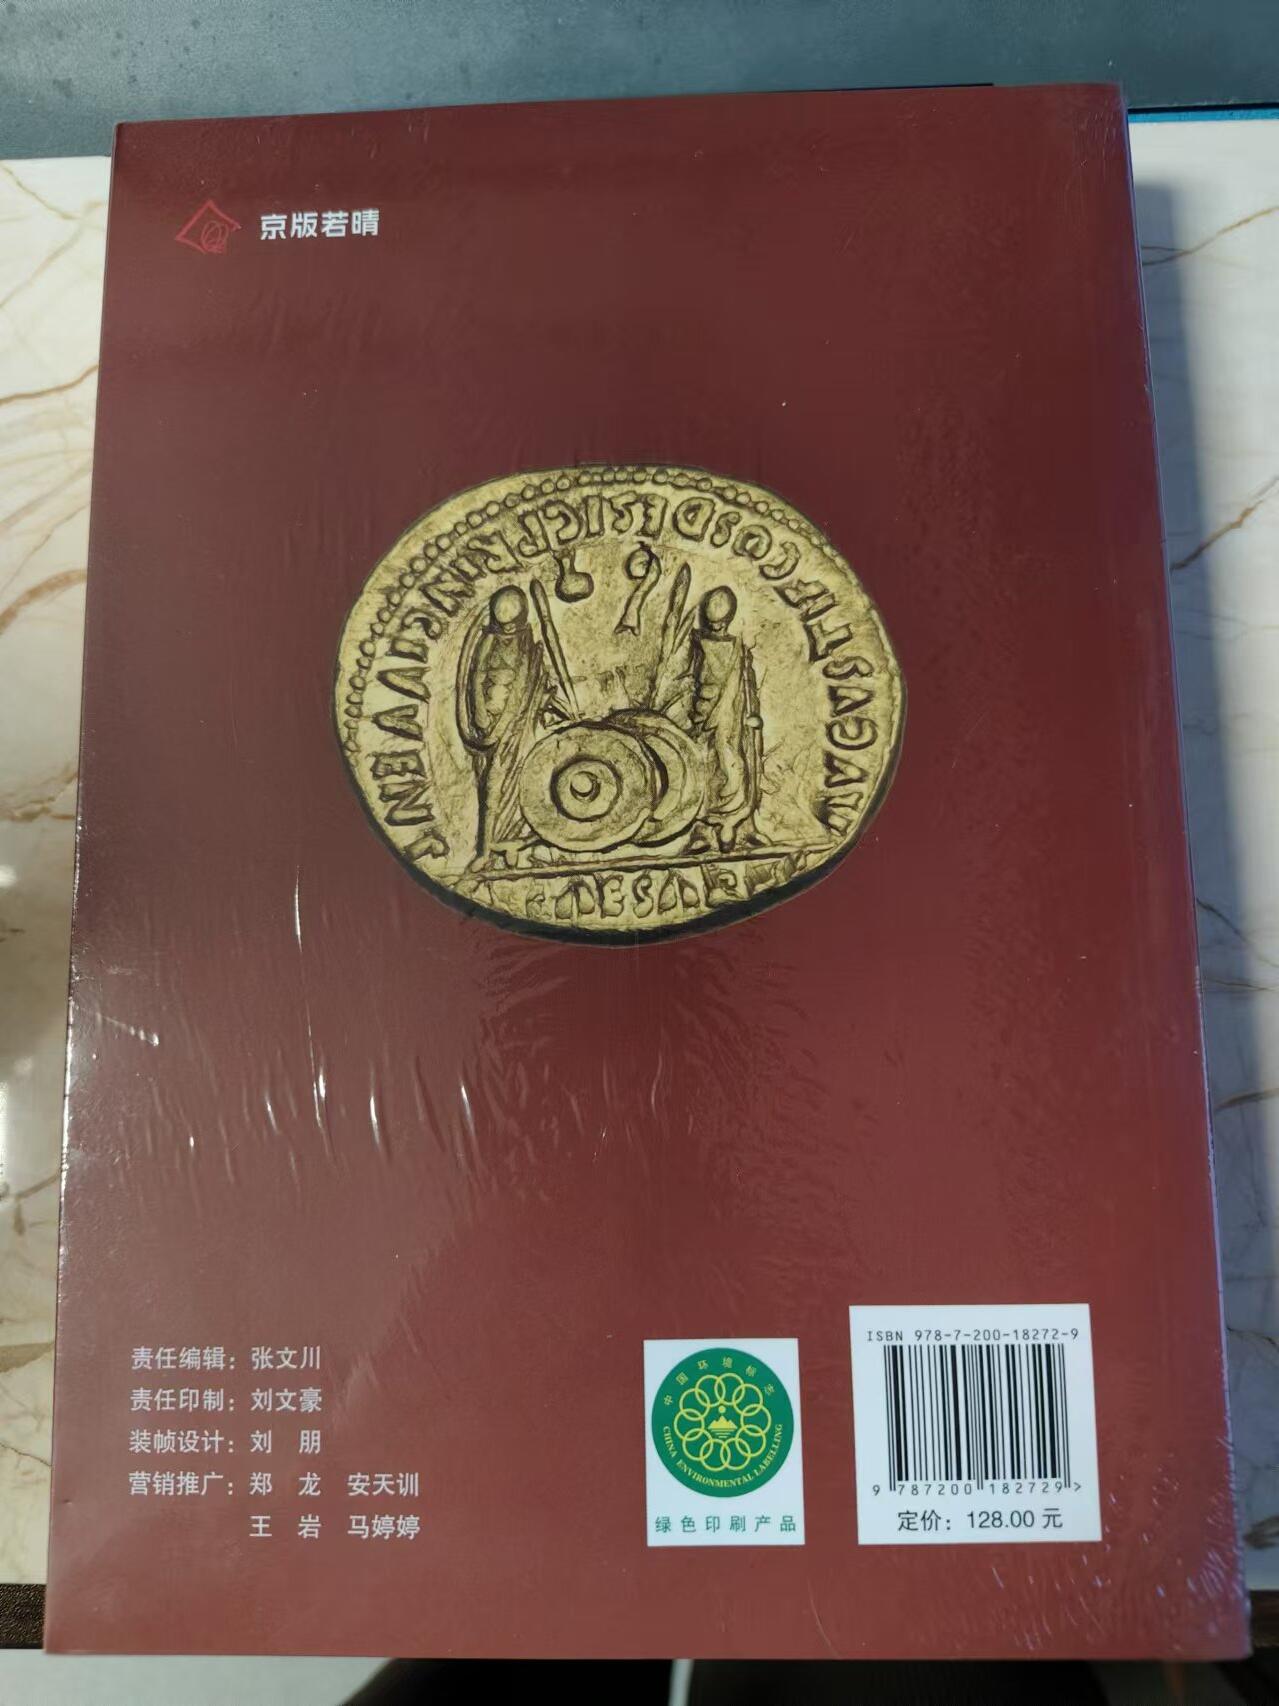 京版若晴
AVGVSTI F COS DESIG PRINC IVVENT
CAESAR
责任编辑：张文川
责任印制：刘文豪
装帧设计：刘　朋
营销推广：郑　龙　安天训
王　岩　马婷婷
中国环境标志
CHINA ENVIRONMENTAL LABELLING
绿色印刷产品
ISBN 978-7-200-18272-9
9 787200 182729 >
定价：128.00 元